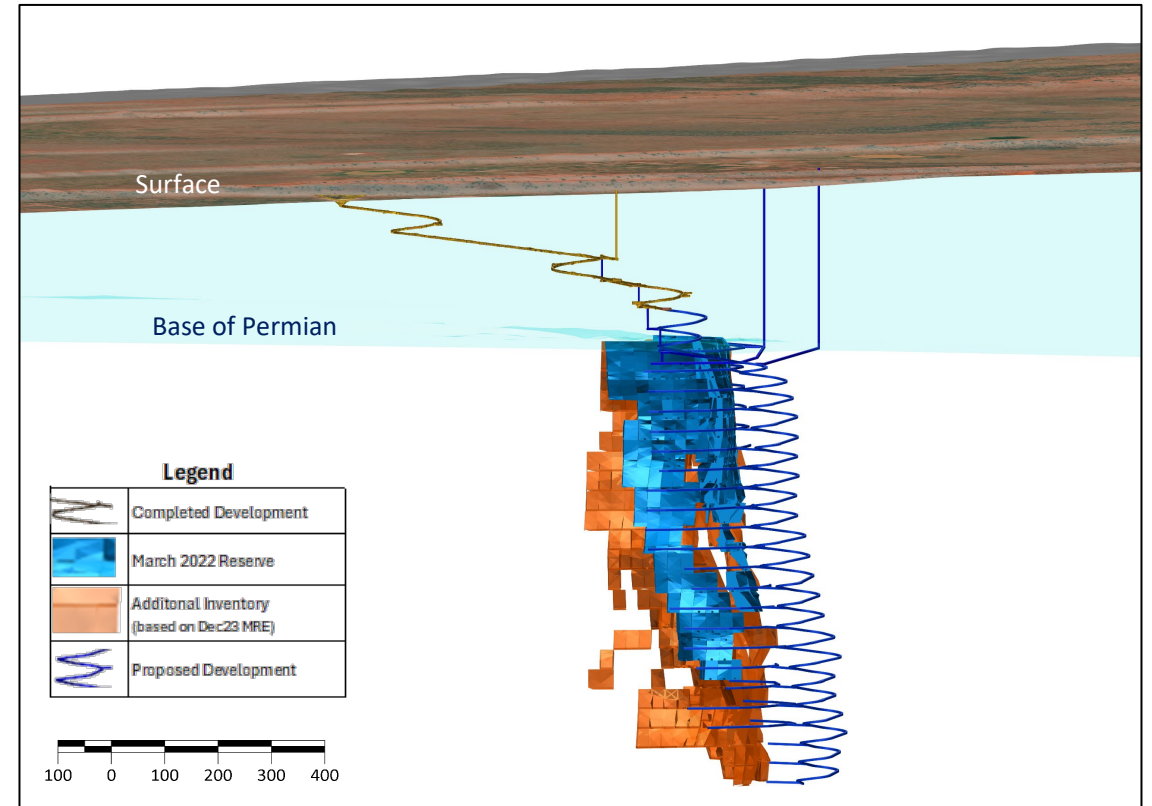 Surface
Base of Permian
Legend
Completed Development
March 2022 Reserve
Additonal Inventory
(based on Dec23 MRE)
Proposed Development
100 0 100 200 300 400